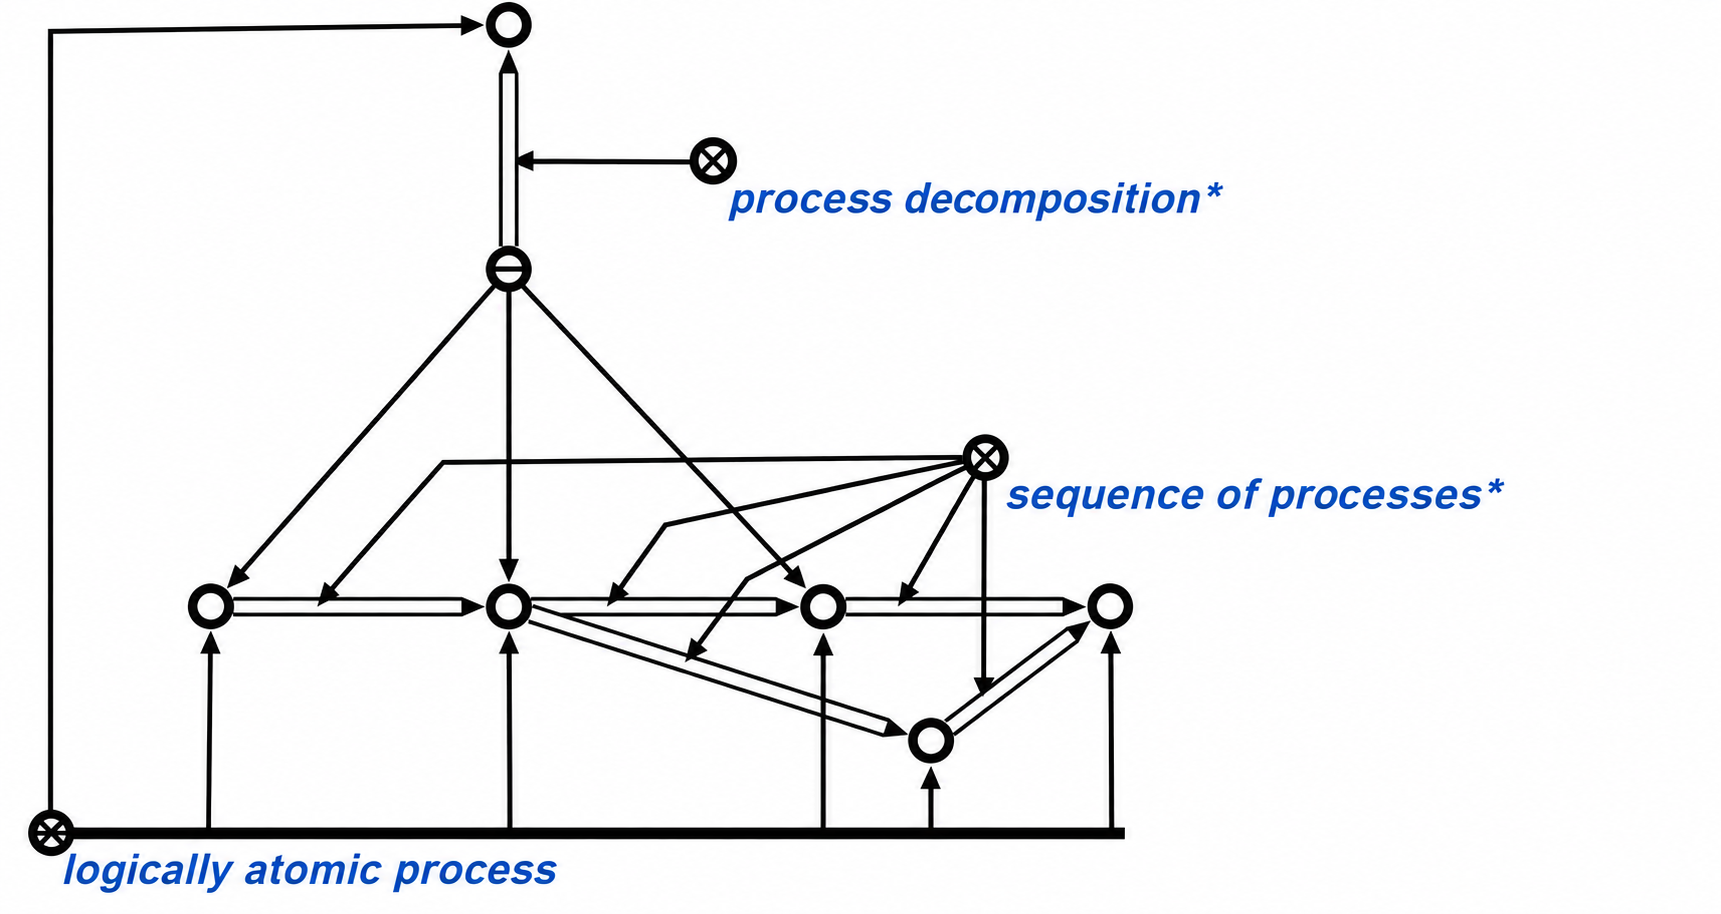 process decomposition*
sequence of processes*
logically atomic process